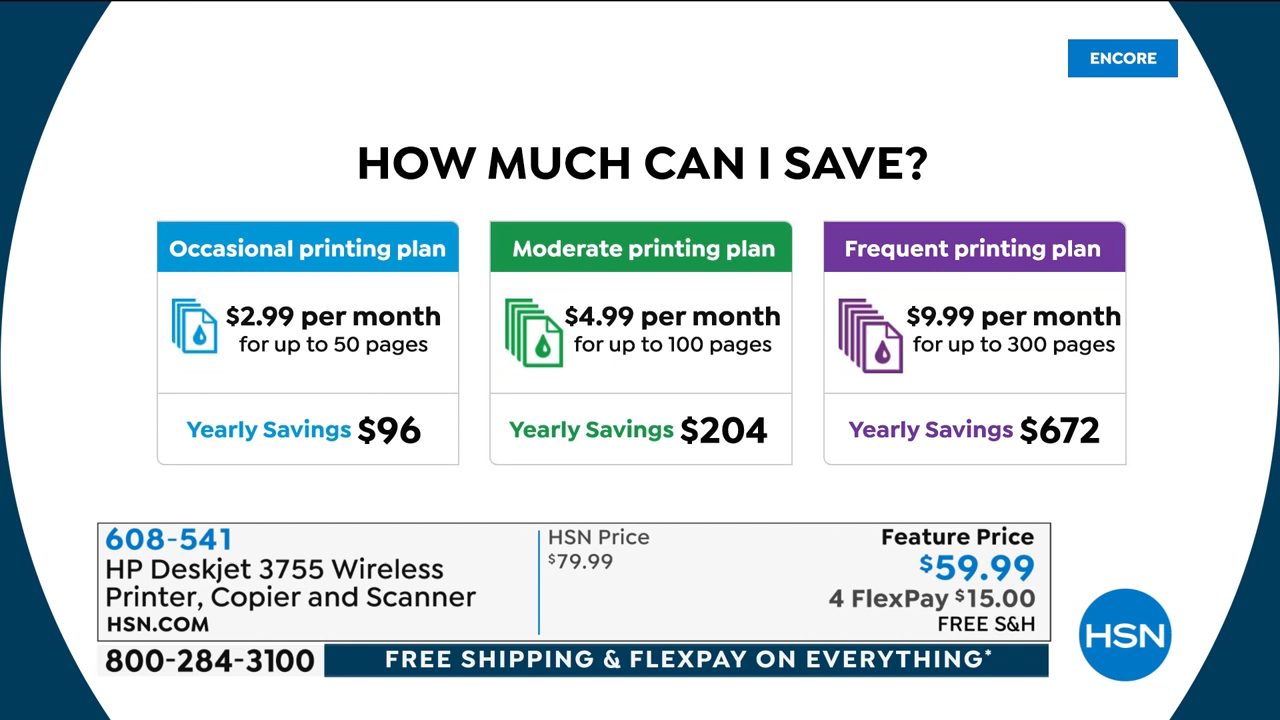 ENCORE
HOW MUCH CAN I SAVE?
Occasional printing plan
$2.99 per month
for up to 50 pages
Yearly Savings $96
Moderate printing plan
$4.99 per month
for up to 100 pages
Yearly Savings $204
Frequent printing plan
$9.99 per month
for up to 300 pages
Yearly Savings $672
608-541
HP Deskjet 3755 Wireless
Printer, Copier and Scanner
HSN.COM
HSN Price
$79.99
Feature Price
$59.99
4 FlexPay $15.00
FREE S&H
HSN
800-284-3100
FREE SHIPPING & FLEXPAY ON EVERYTHING*